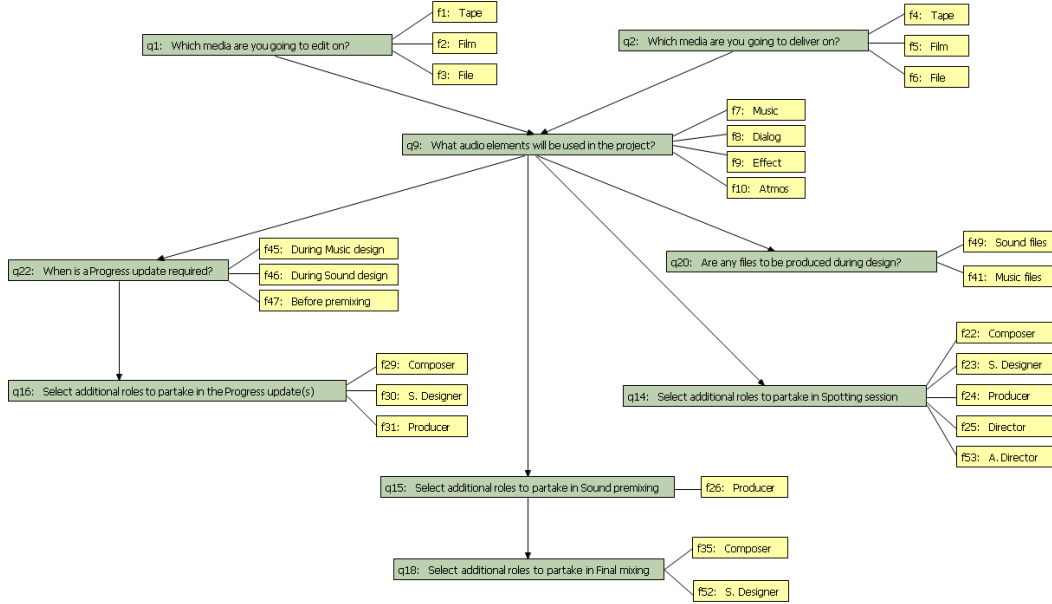 q1: Which media are you going to edit on?
f1: Tape
f2: Film
f3: File
q2: Which media are you going to deliver on?
f4: Tape
f5: Film
f6: File
q9: What audio elements will be used in the project?
f7: Music
f8: Dialog
f9: Effect
f10: Atmos
q22: When is a Progress update required?
f45: During Music design
f46: During Sound design
f47: Before premixing
q20: Are any files to be produced during design?
f49: Sound files
f41: Music files
q16: Select additional roles to partake in the Progress update(s)
f29: Composer
f30: S. Designer
f31: Producer
q14: Select additional roles to partake in Spotting session
f22: Composer
f23: S. Designer
f24: Producer
f25: Director
f53: A. Director
q15: Select additional roles to partake in Sound premixing
f26: Producer
q18: Select additional roles to partake in Final mixing
f35: Composer
f52: S. Designer